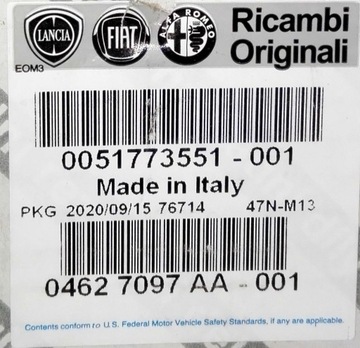 LANCIA FIAT ALFA ROMEO Ricambi
Originali
EOM3
0051773551 - 001
Made in Italy
PKG 2020/09/15 76714 47N-M13
0462 7097 AA - 001
Contents conform to U.S. Federal Motor Vehicle Safety Standards, if any are applicable.